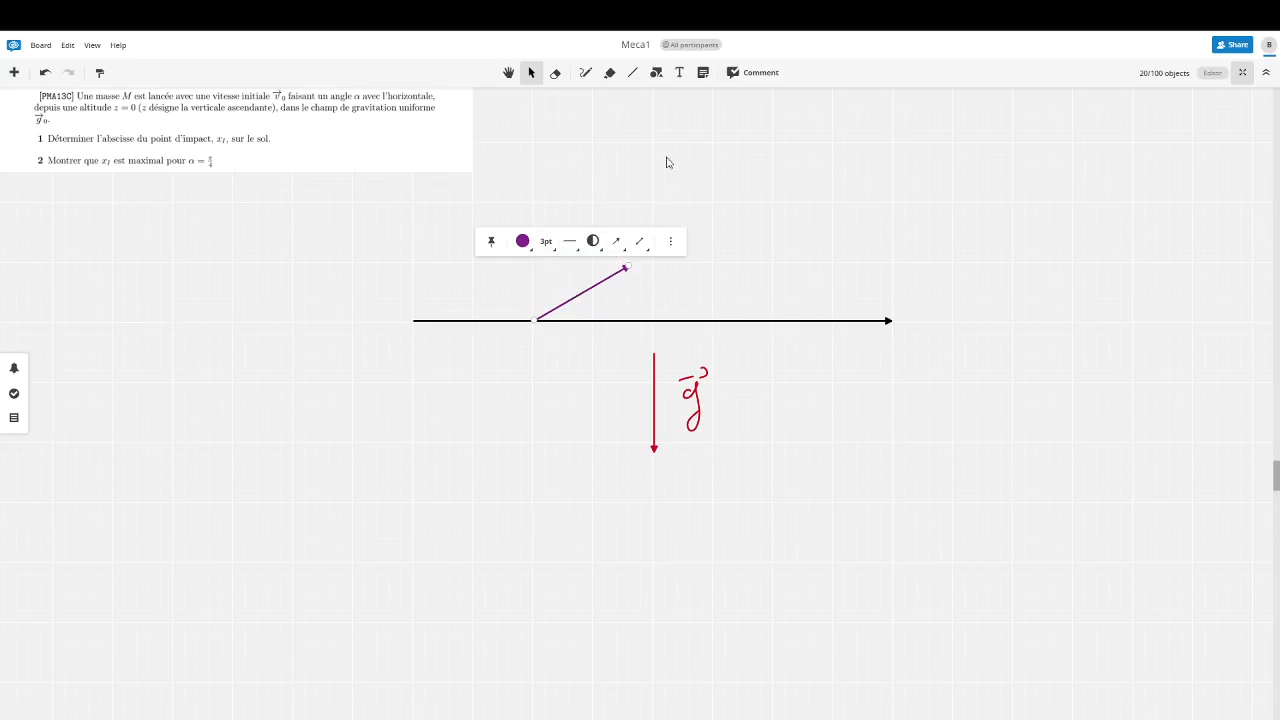 Board Edit View Help
Meca1 All participants
Share B
Comment
20/100 objects Editor
[PMA13C] Une masse M est lancée avec une vitesse initiale v⃗₀ faisant un angle α avec l'horizontale,
depuis une altitude z = 0 (z désigne la verticale ascendante), dans le champ de gravitation uniforme
g⃗₀.
1 Déterminer l'abscisse du point d'impact, x_I, sur le sol.
2 Montrer que x_I est maximal pour α = π/4
3pt
g⃗